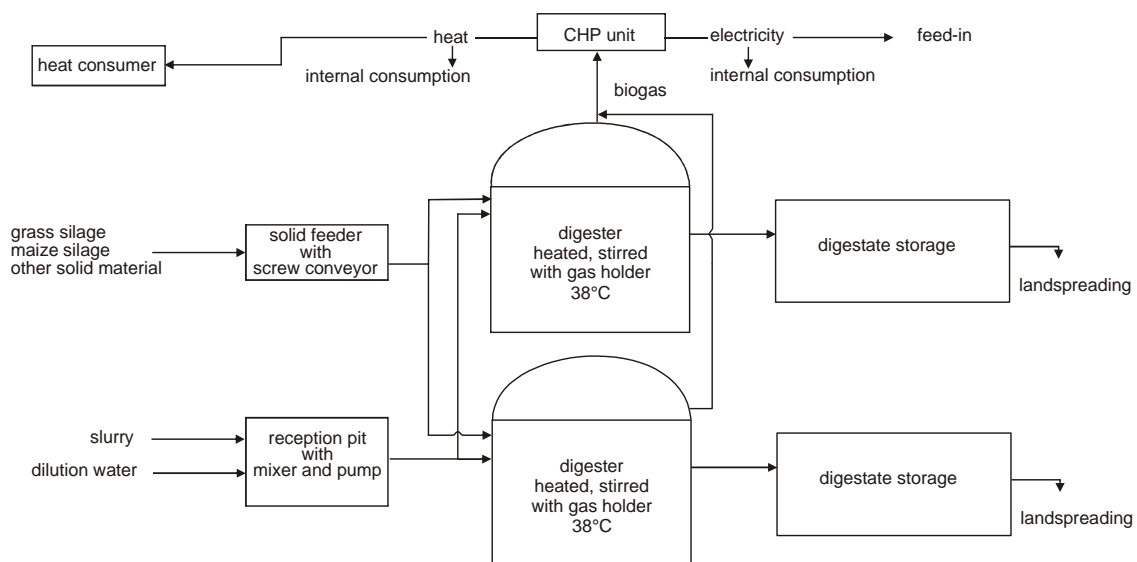 heat
CHP unit
electricity
feed-in
heat consumer
internal consumption
internal consumption
biogas
grass silage
maize silage
other solid material
solid feeder
with
screw conveyor
digester
heated, stirred
with gas holder
38°C
digestate storage
landspreading
slurry
dilution water
reception pit
with
mixer and pump
digester
heated, stirred
with gas holder
38°C
digestate storage
landspreading